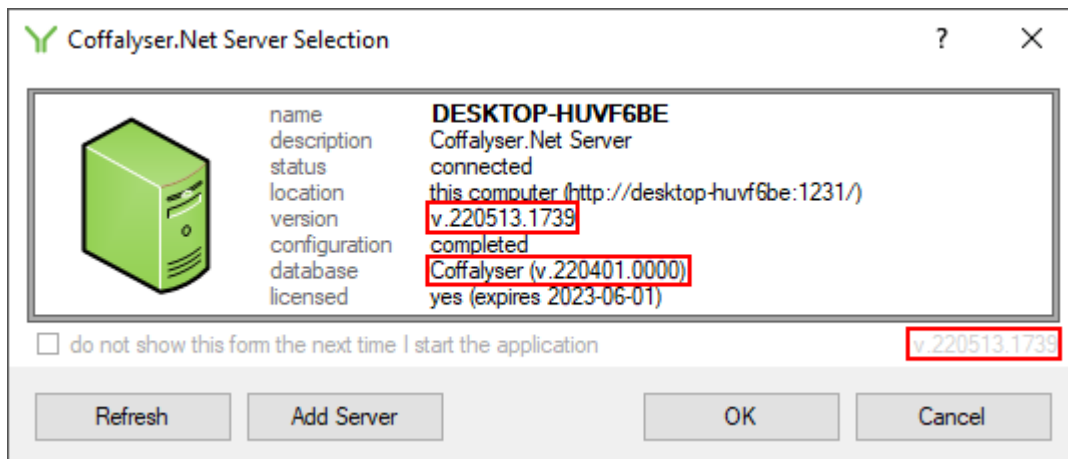 Coffalyser.Net Server Selection ?
name DESKTOP-HUVF6BE
description Coffalyser.Net Server
status connected
location this computer (http://desktop-huvf6be:1231/)
version v.220513.1739
configuration completed
database Coffalyser (v.220401.0000)
licensed yes (expires 2023-06-01)
do not show this form the next time I start the application v.220513.1739
Refresh Add Server OK Cancel